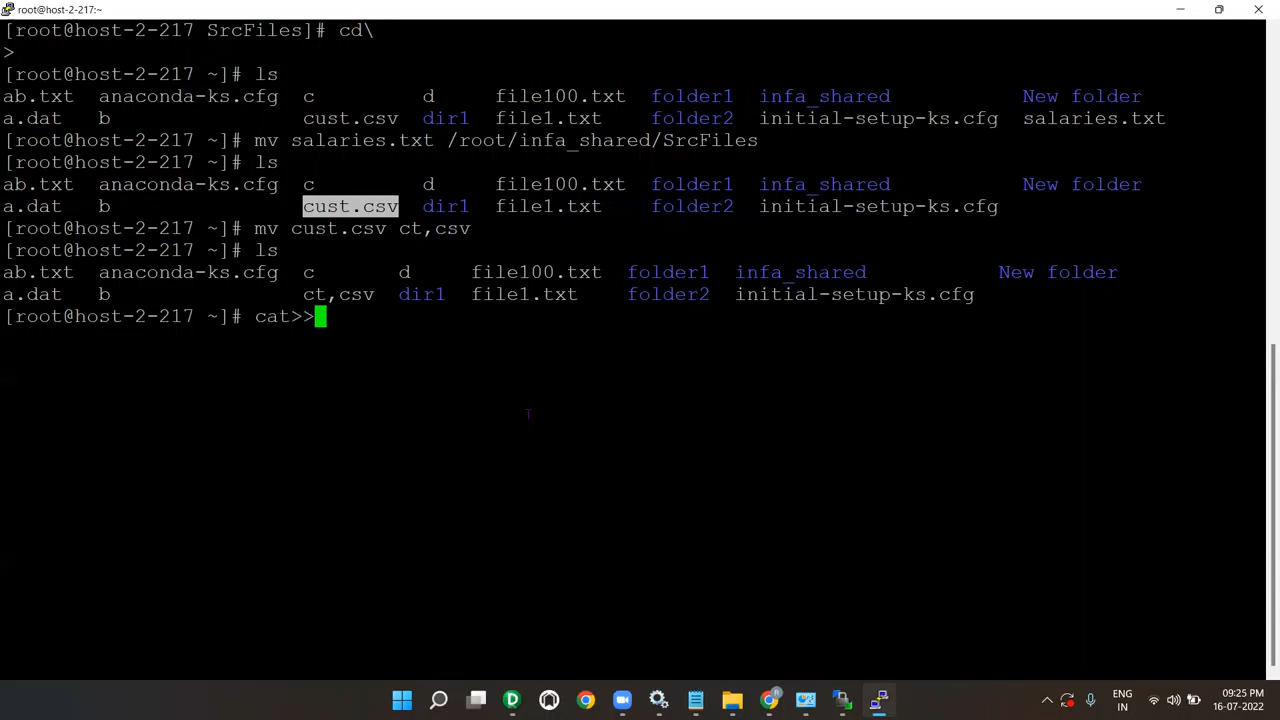 root@host-2-217:~
[root@host-2-217 SrcFiles]# cd\
>
[root@host-2-217 ~]# ls
ab.txt anaconda-ks.cfg c d file100.txt folder1 infa_shared New folder
a.dat b cust.csv dir1 file1.txt folder2 initial-setup-ks.cfg salaries.txt
[root@host-2-217 ~]# mv salaries.txt /root/infa_shared/SrcFiles
[root@host-2-217 ~]# ls
ab.txt anaconda-ks.cfg c d file100.txt folder1 infa_shared New folder
a.dat b cust.csv dir1 file1.txt folder2 initial-setup-ks.cfg
[root@host-2-217 ~]# mv cust.csv ct,csv
[root@host-2-217 ~]# ls
ab.txt anaconda-ks.cfg c d file100.txt folder1 infa_shared New folder
a.dat b ct,csv dir1 file1.txt folder2 initial-setup-ks.cfg
[root@host-2-217 ~]# cat>>
ENG 09:25 PM
IN 16-07-2022